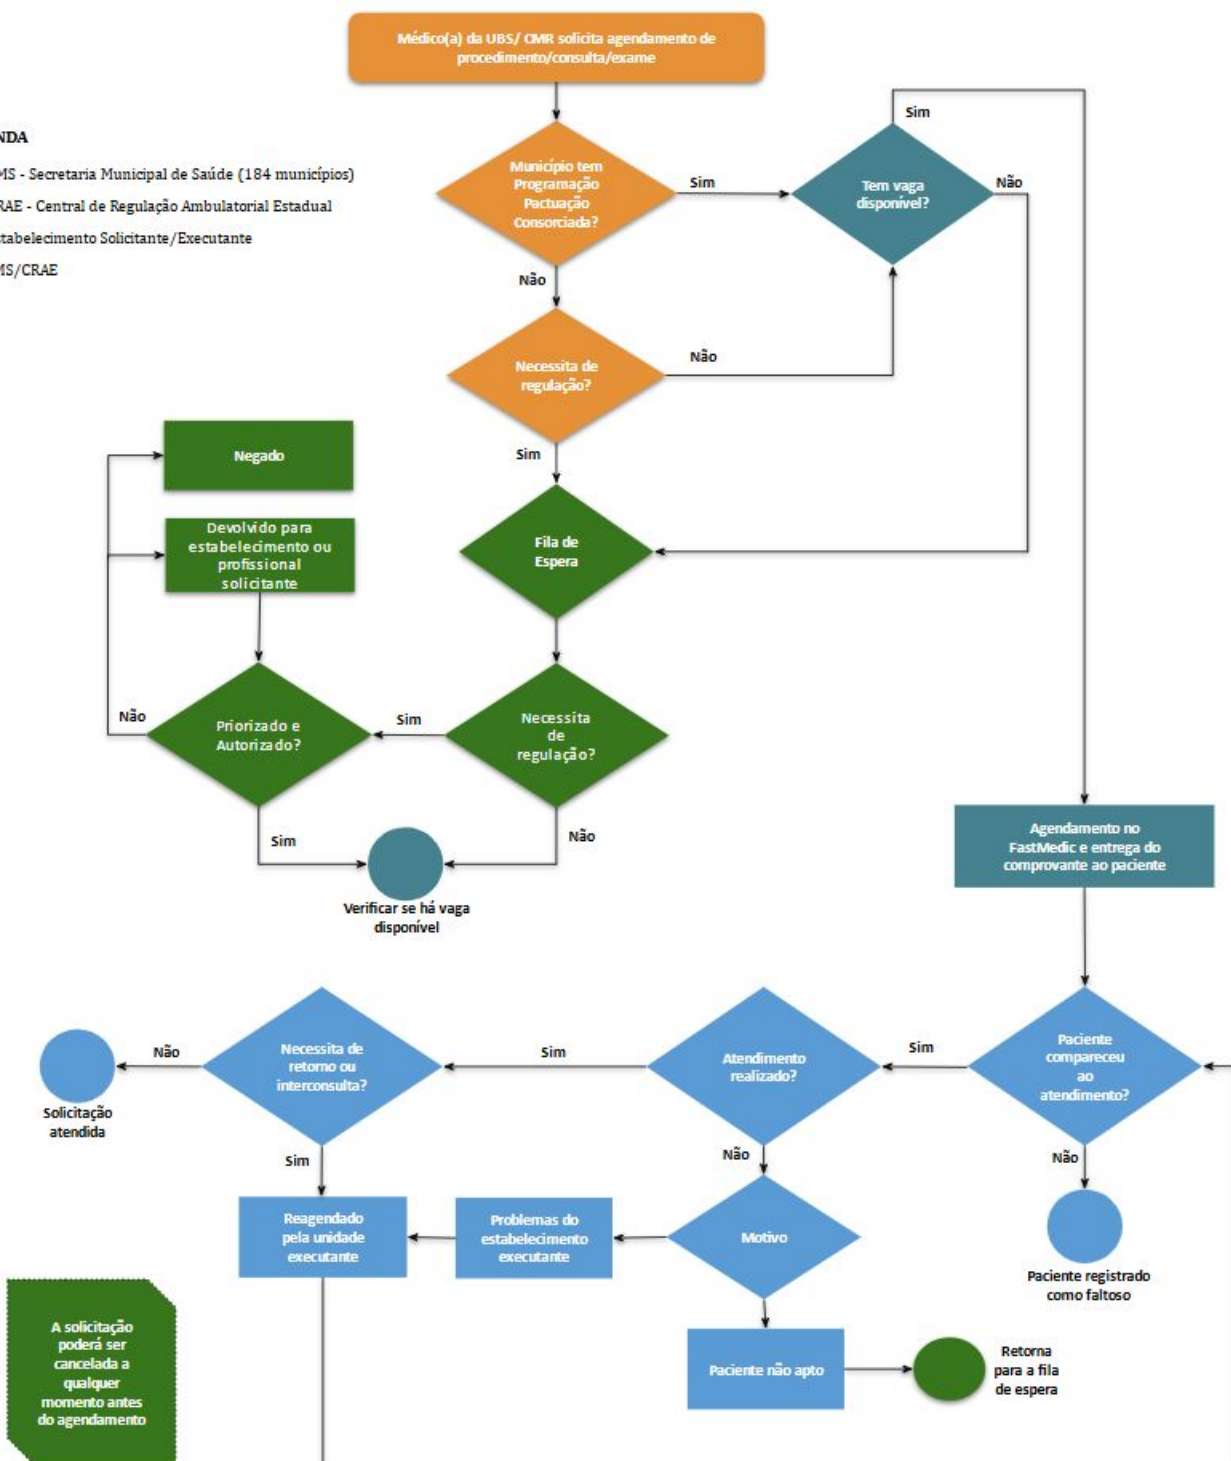 Médico(a) da UBS/ CMR solicita agendamento de
procedimento/consulta/exame
NDA
MS - Secretaria Municipal de Saúde (184 municípios)
RAE - Central de Regulação Ambulatorial Estadual
stabelecimento Solicitante/Executante
MS/CRAE
Município tem
Programação
Pactuação
Consorciada?
Sim
Tem vaga
disponível?
Sim
Não
Não
Necessita de
regulação?
Não
Sim
Fila de
Espera
Negado
Devolvido para
estabelecimento ou
profissional
solicitante
Não
Priorizado e
Autorizado?
Sim
Necessita
de
regulação?
Sim
Não
Verificar se há vaga
disponível
Agendamento no
FastMedic e entrega do
comprovante ao paciente
Paciente
compareceu
ao
atendimento?
Sim
Atendimento
realizado?
Sim
Necessita de
retorno ou
interconsulta?
Não
Solicitação
atendida
Sim
Não
Não
Reagendado
pela unidade
executante
Problemas do
estabelecimento
executante
Motivo
Paciente registrado
como faltoso
Paciente não apto
Retorna
para a fila
de espera
A solicitação
poderá ser
cancelada a
qualquer
momento antes
do agendamento